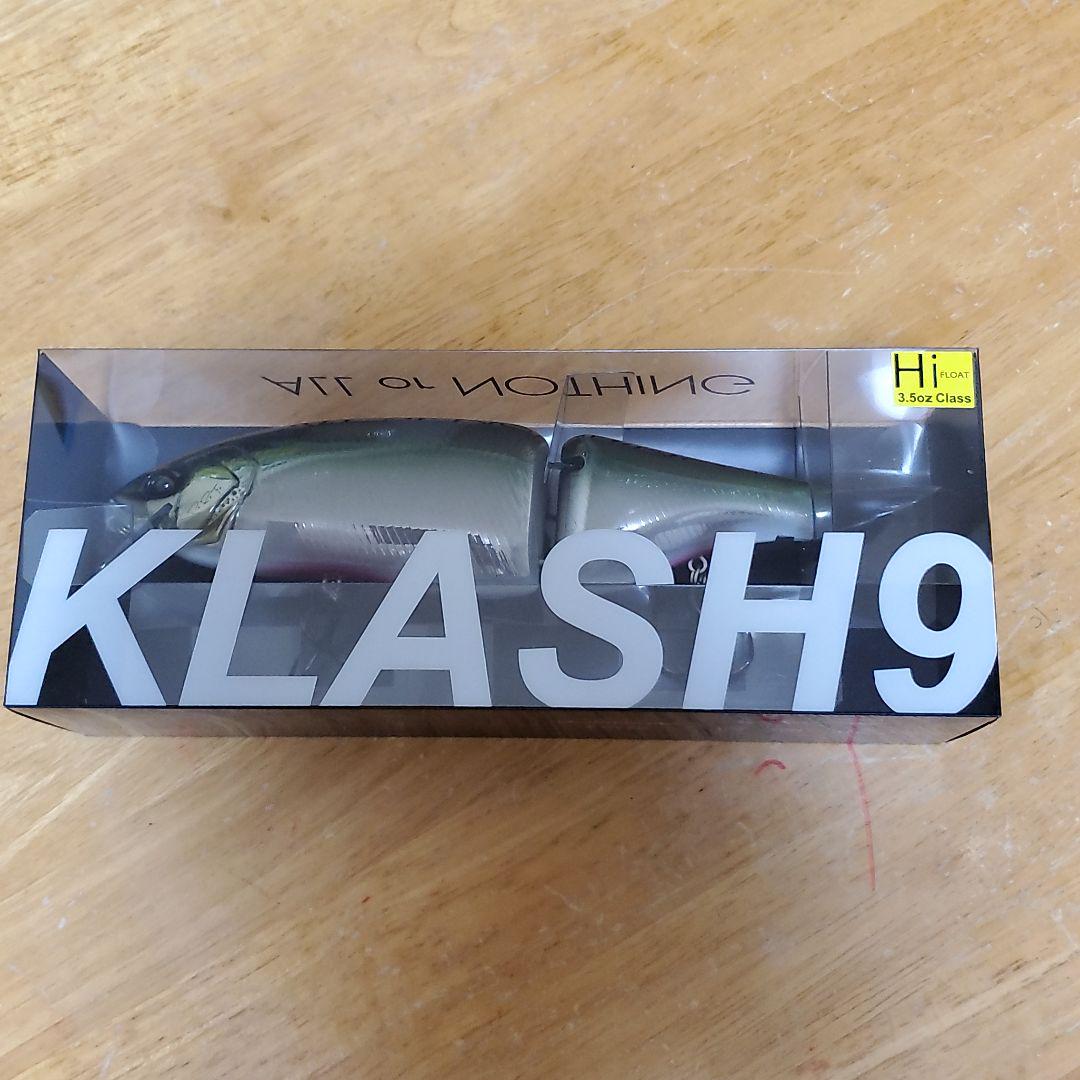 ALL or NOTHING
Hi FLOAT
3.5oz Class
KLASH9